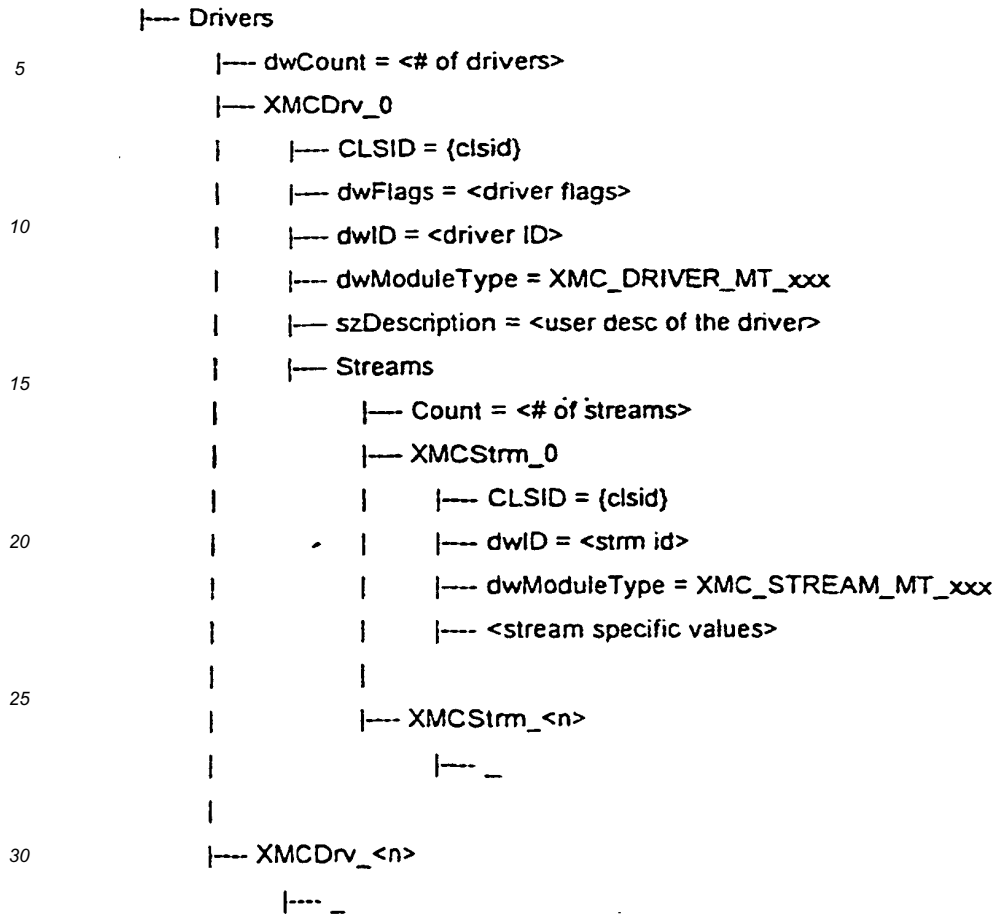 |---- Drivers
5 |---- dwCount = <# of drivers>
|---- XMCDrv_0
| |---- CLSID = {clsid}
| |---- dwFlags = <driver flags>
10 | |---- dwID = <driver ID>
| |---- dwModuleType = XMC_DRIVER_MT_xxx
| |---- szDescription = <user desc of the driver>
15 | |---- Streams
| |---- Count = <# of streams>
| |---- XMCStrm_0
| | |---- CLSID = {clsid}
20 | | |---- dwID = <strm id>
| | |---- dwModuleType = XMC_STREAM_MT_xxx
| | |---- <stream specific values>
| |
25 | |---- XMCStrm_<n>
| |---- _
|
30 |---- XMCDrv_<n>
|---- _